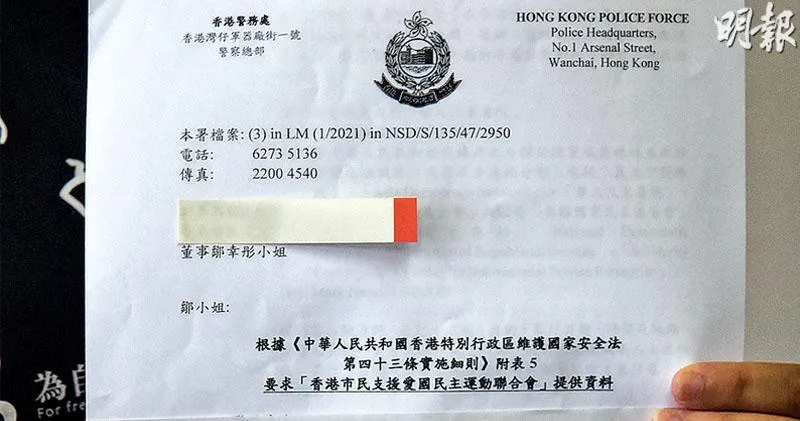 香港警務處
香港灣仔軍器廠街一號
警察總部
HONG KONG POLICE FORCE
Police Headquarters,
No.1 Arsenal Street,
Wanchai, Hong Kong
明報
本署檔案: (3) in LM (1/2021) in NSD/S/135/47/2950
電話: 6273 5136
傳真: 2200 4540
董事鄒幸彤小姐
鄒小姐:
根據《中華人民共和國香港特別行政區維護國家安全法
第四十三條實施細則》附表 5
要求「香港市民支援愛國民主運動聯合會」提供資料
為自
For fre